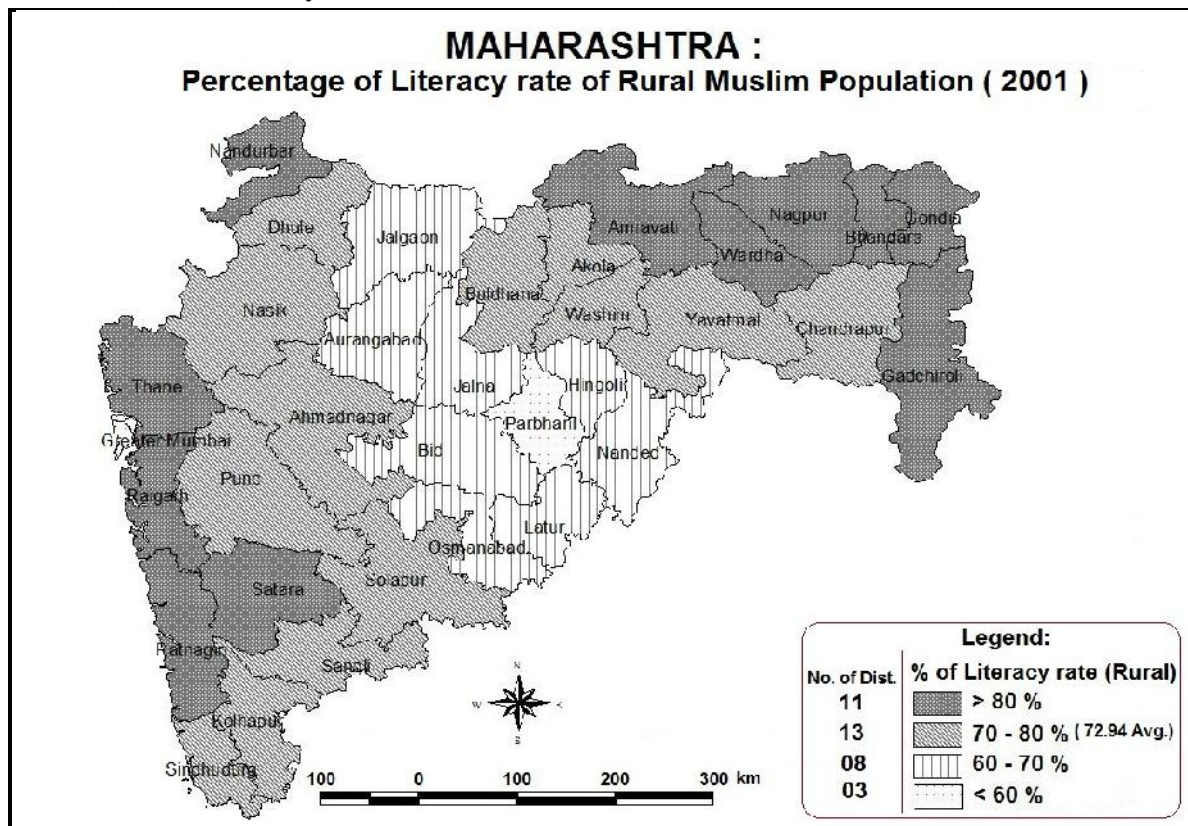 MAHARASHTRA :
Percentage of Literacy rate of Rural Muslim Population ( 2001 )
Nandurbar
Dhule
Jalgaon
Amravati
Nagpur
Gondia
Bhandara
Wardha
Akola
Buldhana
Nasik
Washim
Yavatmal
Chandrapur
Aurangabad
Thane
Jalna
Hingoli
Gadchiroli
Ahmadnagar
Parbhani
Greater Mumbai
Bid
Nanded
Pune
Raigarh
Latur
Osmanabad
Solapur
Satara
Ratnagiri
Sangli
Kolhapur
Sindhudurg
N
W
S
100 0 100 200 300 km
Legend:
No. of Dist. % of Literacy rate (Rural)
11 > 80 %
13 70 - 80 % ( 72.94 Avg.)
08 60 - 70 %
03 < 60 %